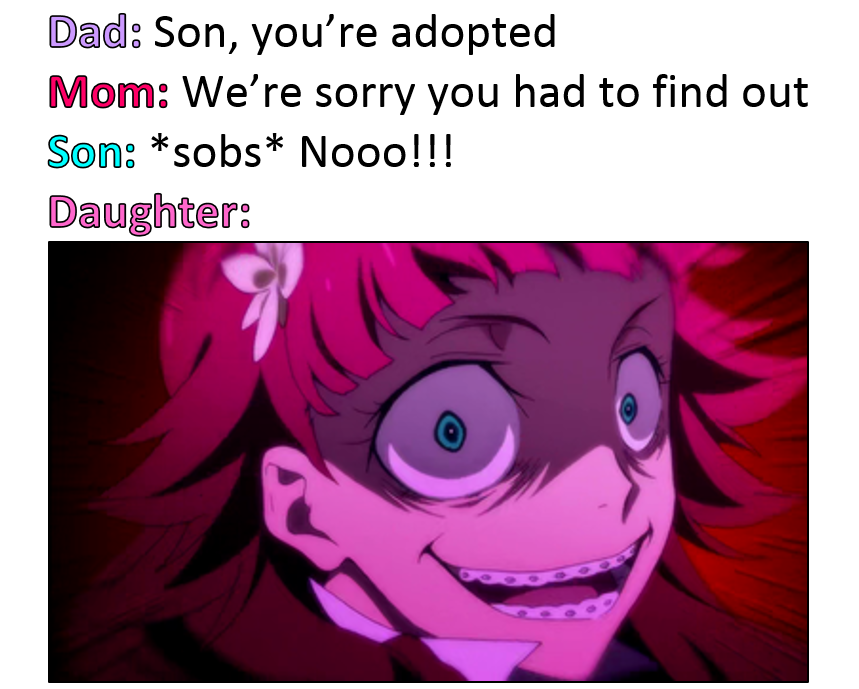 Dad: Son, you’re adopted
Mom: We’re sorry you had to find out
Son: *sobs* Nooo!!!
Daughter: